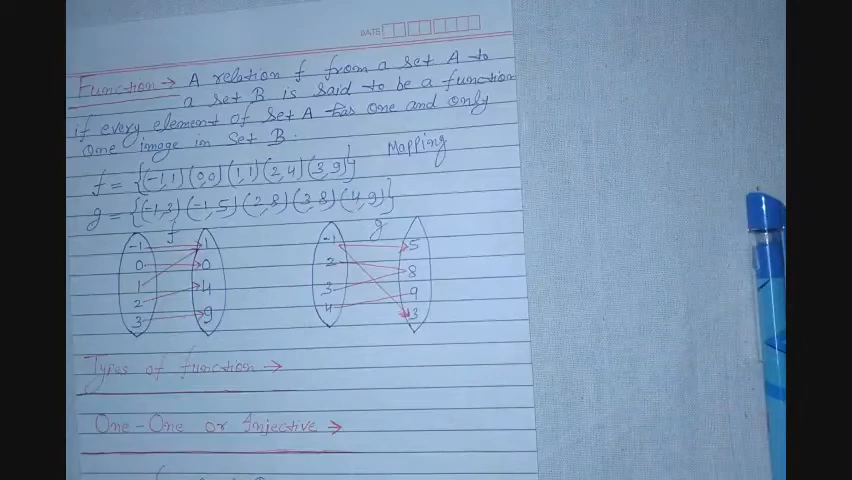 DATE
Function → A relation f from a set A to
a set B is said to be a function
if every element of set A has one and only
one image in set B.
f = {(-1,1) (0,0) (1,1) (2,4) (3,9)}
Mapping
g = {(-1,3) (-1,5) (2,8) (3,8) (4,9)}
f
g
-1 1
0 0
1 4
2 9
3
-1 5
2 8
3 9
4 3
Types of function →
One-One or Injective →